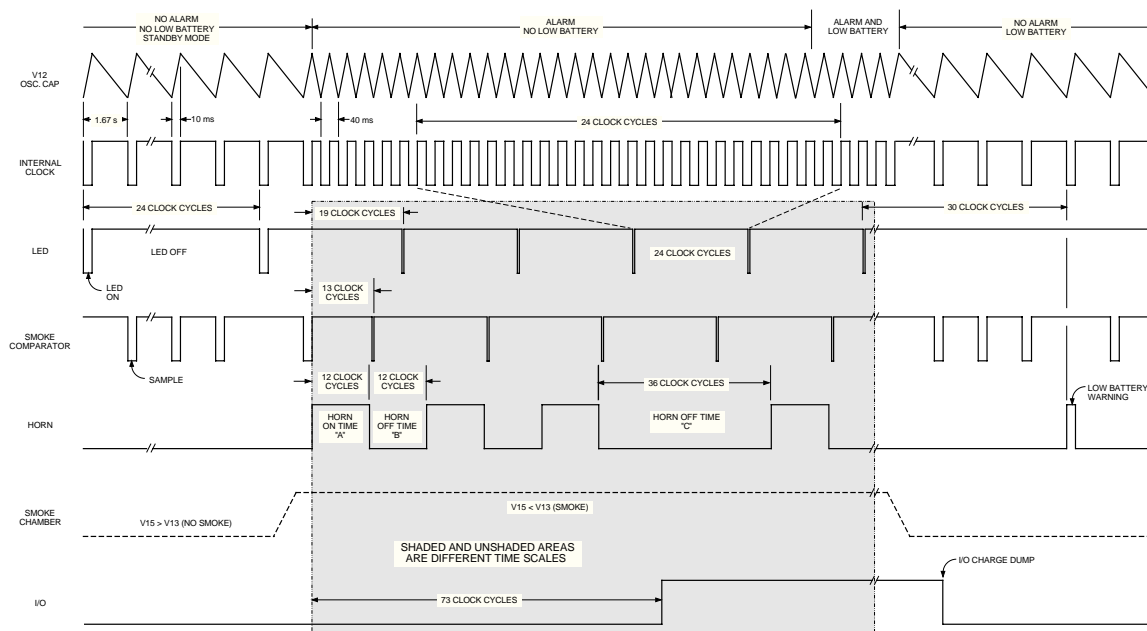 NO ALARM
NO LOW BATTERY
STANDBY MODE
ALARM
NO LOW BATTERY
ALARM AND
LOW BATTERY
NO ALARM
LOW BATTERY
V12
OSC. CAP
1.67 s
10 ms
40 ms
24 CLOCK CYCLES
INTERNAL
CLOCK
24 CLOCK CYCLES
19 CLOCK CYCLES
30 CLOCK CYCLES
LED
LED OFF
24 CLOCK CYCLES
LED
ON
13 CLOCK
CYCLES
SMOKE
COMPARATOR
SAMPLE
12 CLOCK
CYCLES
12 CLOCK
CYCLES
36 CLOCK CYCLES
LOW BATTERY
WARNING
HORN
HORN
ON TIME
"A"
HORN
OFF TIME
"B"
HORN OFF TIME
"C"
SMOKE
CHAMBER
V15 > V13 (NO SMOKE)
V15 < V13 (SMOKE)
SHADED AND UNSHADED AREAS
ARE DIFFERENT TIME SCALES
I/O CHARGE DUMP
I/O
73 CLOCK CYCLES